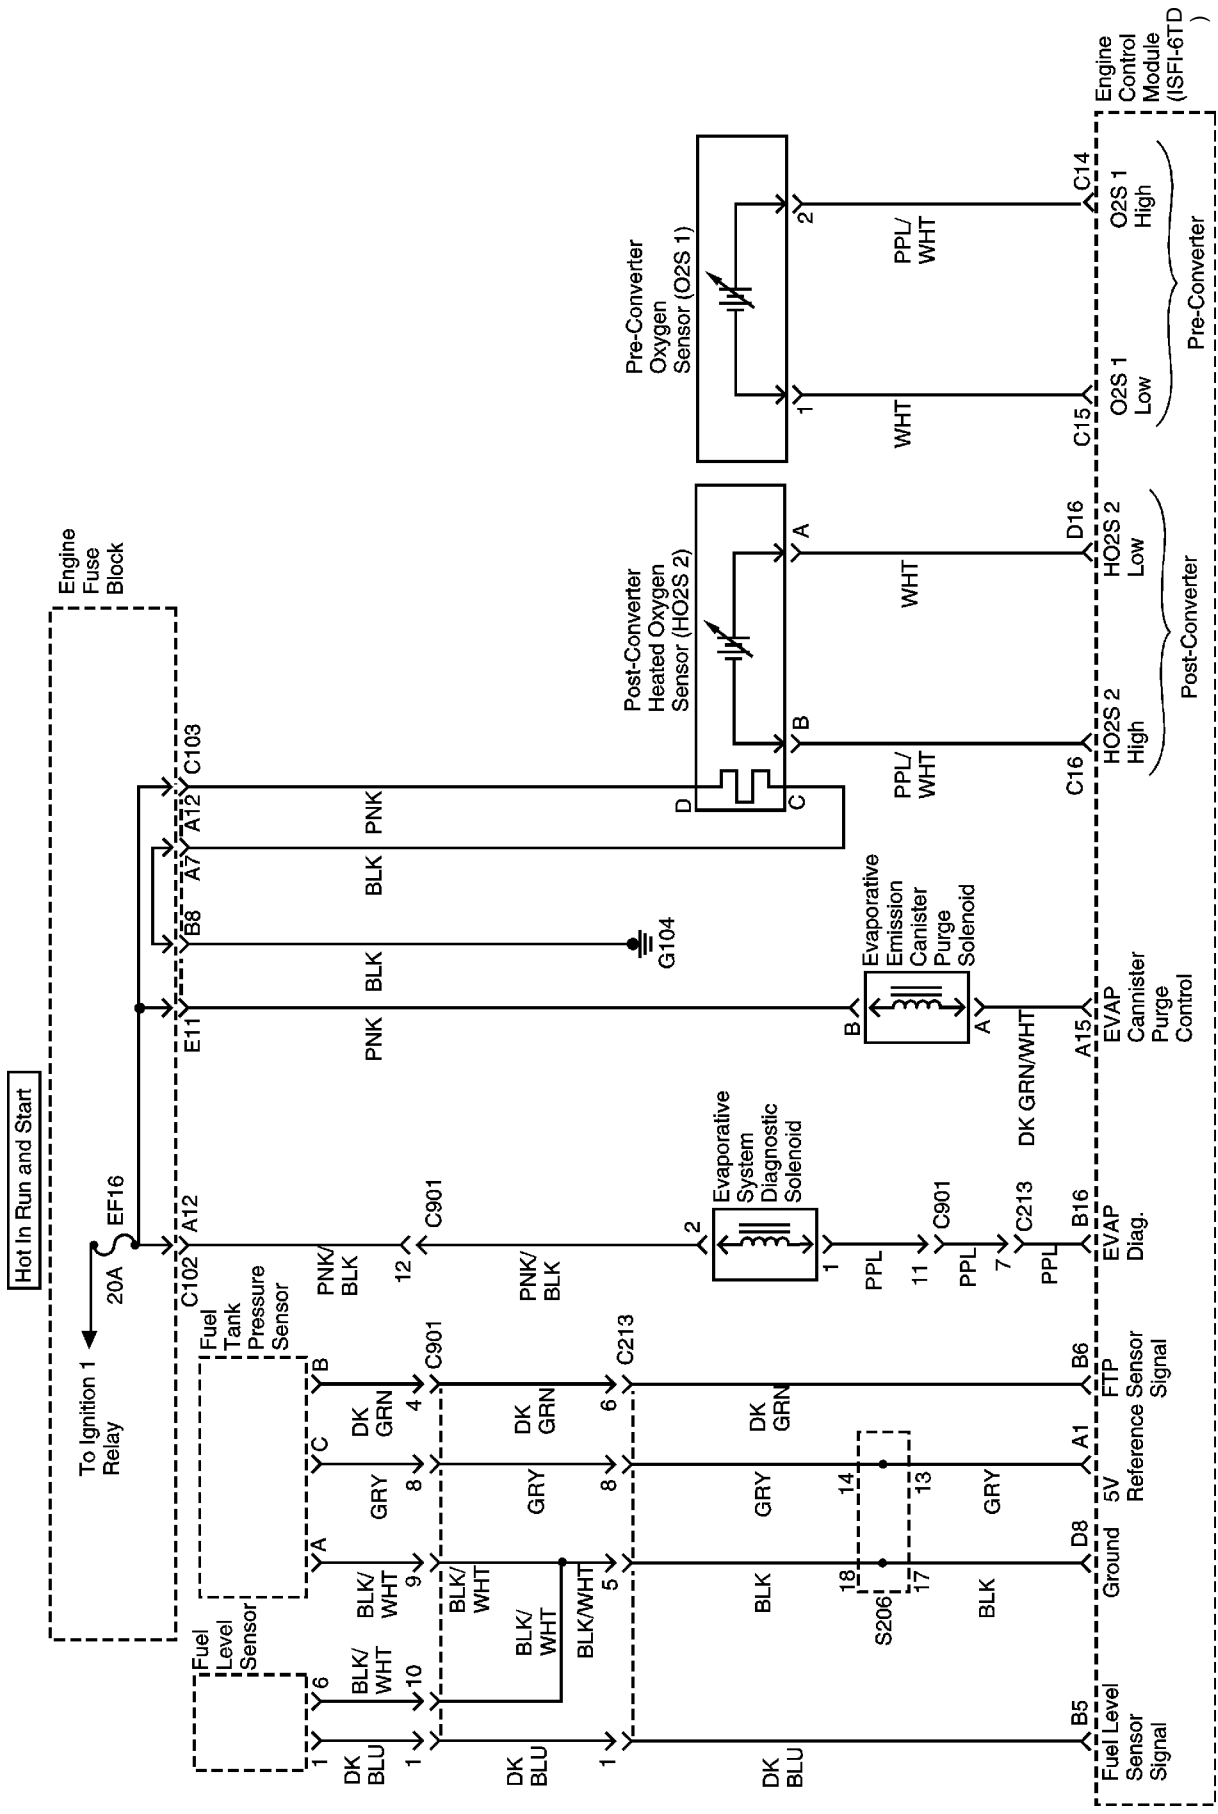 Hot In Run and Start
Engine
Fuse
Block
To Ignition 1
Relay
20A
EF16
C102
A12
E11
B8
A7
A12
C103
Fuel
Level
Sensor
Fuel
Tank
Pressure
Sensor
1
6
A
C
B
DK
BLU
BLK/
WHT
BLK/
WHT
GRY
DK
GRN
PNK/
BLK
PNK
BLK
BLK
PNK
1
10
9
8
4
C901
12
C901
DK
BLU
BLK/
WHT
BLK/
WHT
BLK/WHT
GRY
DK
GRN
PNK/
BLK
1
5
8
6
C213
G104
Post-Converter
Heated Oxygen
Sensor (HO2S 2)
Pre-Converter
Oxygen
Sensor (O2S 1)
D
C
B
A
1
2
Evaporative
System
Diagnostic
Solenoid
2
1
Evaporative
Emission
Canister
Purge
Solenoid
B
A
DK
BLU
BLK
GRY
DK
GRN
PPL
11
C901
PPL
7
C213
PPL
DK GRN/WHT
PPL/
WHT
WHT
WHT
PPL/
WHT
18
14
S206
17
13
BLK
GRY
B5
D8
A1
B6
B16
A15
C16
D16
C15
C14
Fuel Level
Sensor
Signal
Ground
5V
Reference
FTP
Sensor
Signal
EVAP
Diag.
EVAP
Cannister
Purge
Control
HO2S 2
High
HO2S 2
Low
O2S 1
Low
O2S 1
High
Post-Converter
Pre-Converter
Engine
Control
Module
(ISFI-6TD
)